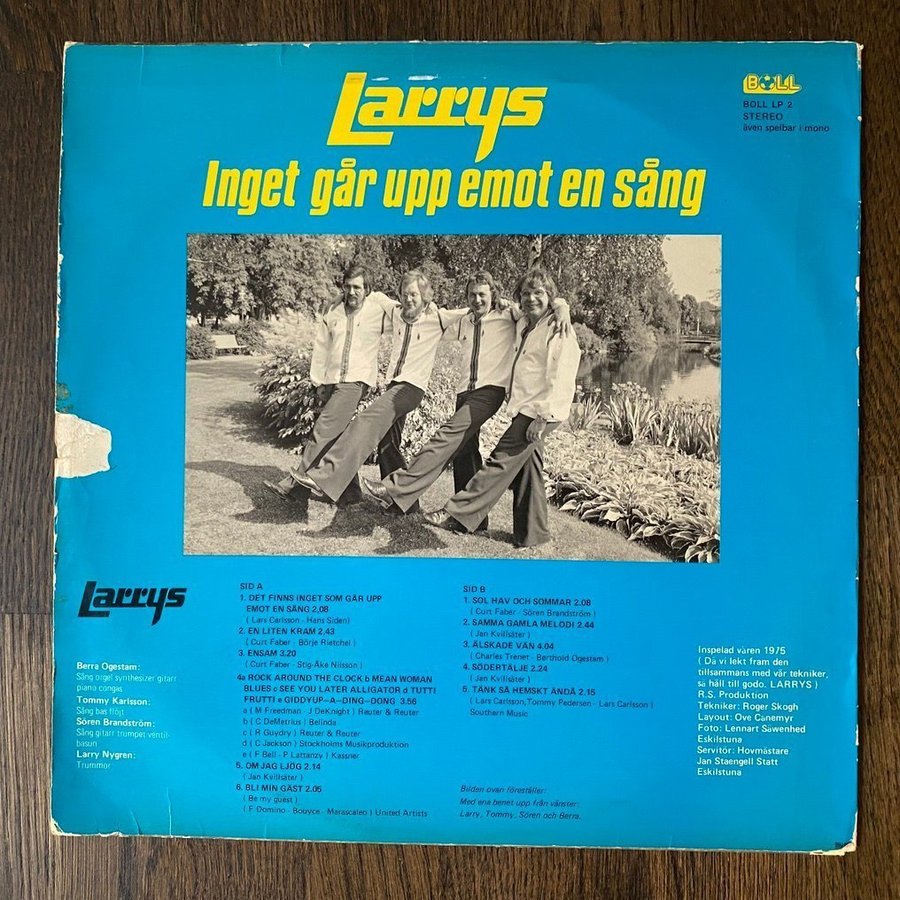 Larrys
BOLL
BOLL LP 2
STEREO
även spelbar i mono
Inget går upp emot en sång
Larrys
Berra Ogestam:
Sång orgel synthesizer gitarr
piano congas
Tommy Karlsson:
Sång bas flöjt
Sören Brandström:
Sång gitarr trumpet ventil-
basun
Larry Nygren:
Trummor
SID A
1. DET FINNS INGET SOM GÅR UPP
EMOT EN SÅNG 2,08
( Lars Carlsson - Hans Siden)
2. EN LITEN KRAM 2,43
( Curt Faber - Börje Rietchel )
3. ENSAM 3.20
( Curt Faber - Stig-Åke Nilsson )
4a ROCK AROUND THE CLOCK b MEAN WOMAN
BLUES c SEE YOU LATER ALLIGATOR d TUTTI
FRUTTI e GIDDYUP-A-DING-DONG 3.56
a ( M Freedman - J DeKnight ) Reuter & Reuter
b ( C DeMetrius ) Belinda
c ( R Guydry ) Reuter & Reuter
d ( C Jackson ) Stockholms Musikproduktion
e ( F Bell - P Lattanzy ) Kassner
5. OM JAG LJÖG 2.14
( Jan Kvillsäter )
6. BLI MIN GÄST 2.05
( Be my guest )
( F Domino - Bouyce - Marascaleo ) United Artists
SID B
1. SOL HAV OCH SOMMAR 2.08
( Curt Faber - Sören Brandström )
2. SAMMA GAMLA MELODI 2.44
( Jan Kvillsäter )
3. ÄLSKADE VÄN 4.04
( Charles Trenet - Berthold Ogestam )
4. SÖDERTÄLJE 2.24
( Jan Kvillsäter )
5. TÄNK SÅ HEMSKT ÄNDÅ 2.15
( Lars Carlsson,Tommy Pedersen - Lars Carlsson )
Southern Music
Bilden ovan föreställer:
Med ena benet upp från vänster:
Larry, Tommy, Sören och Berra.
Inspelad våren 1975
( Då vi lekt fram den
tillsammans med vår tekniker,
så håll till godo. LARRYS )
R.S. Produktion
Tekniker: Roger Skogh
Layout: Ove Canemyr
Foto: Lennart Säwenhed
Eskilstuna
Servitör: Hovmästare
Jan Staengell Statt
Eskilstuna